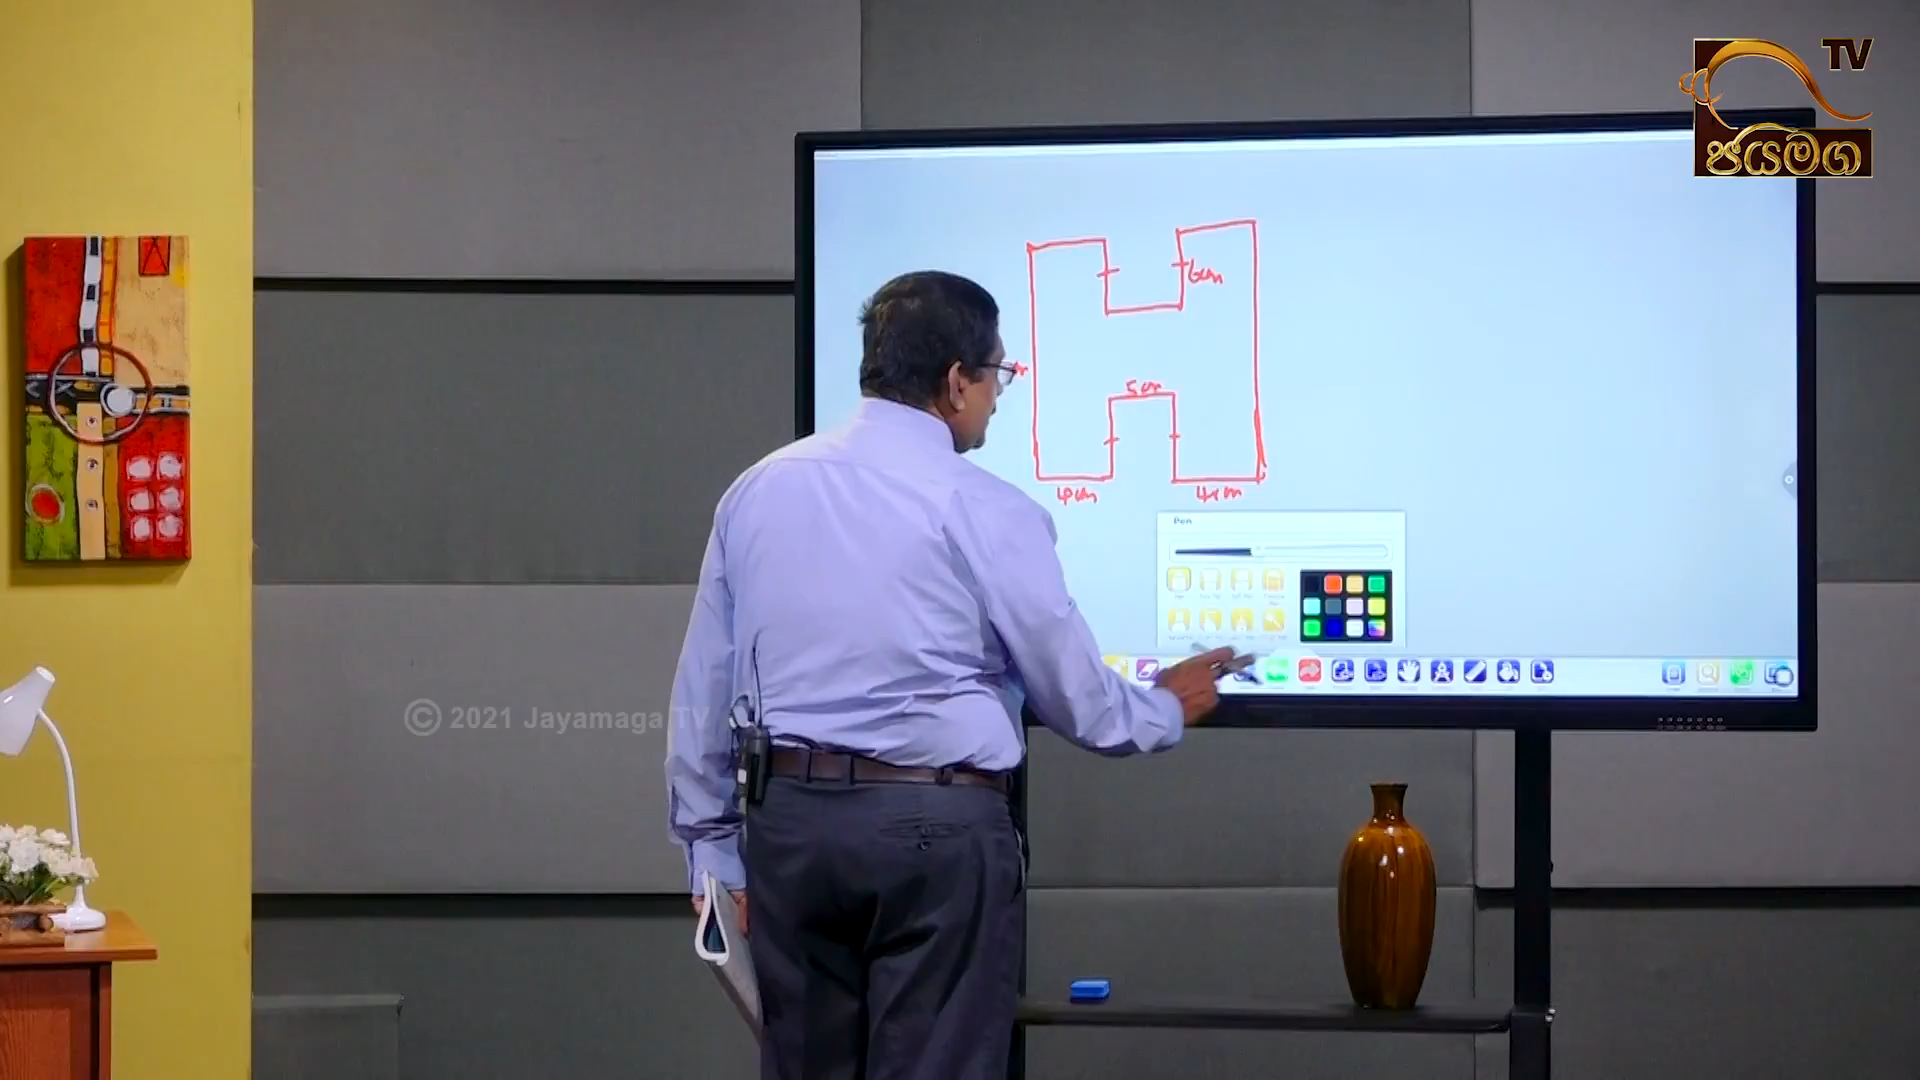 TV
ජයමග
6cm
5cm
4cm
4cm
Pen
© 2021 Jayamaga TV